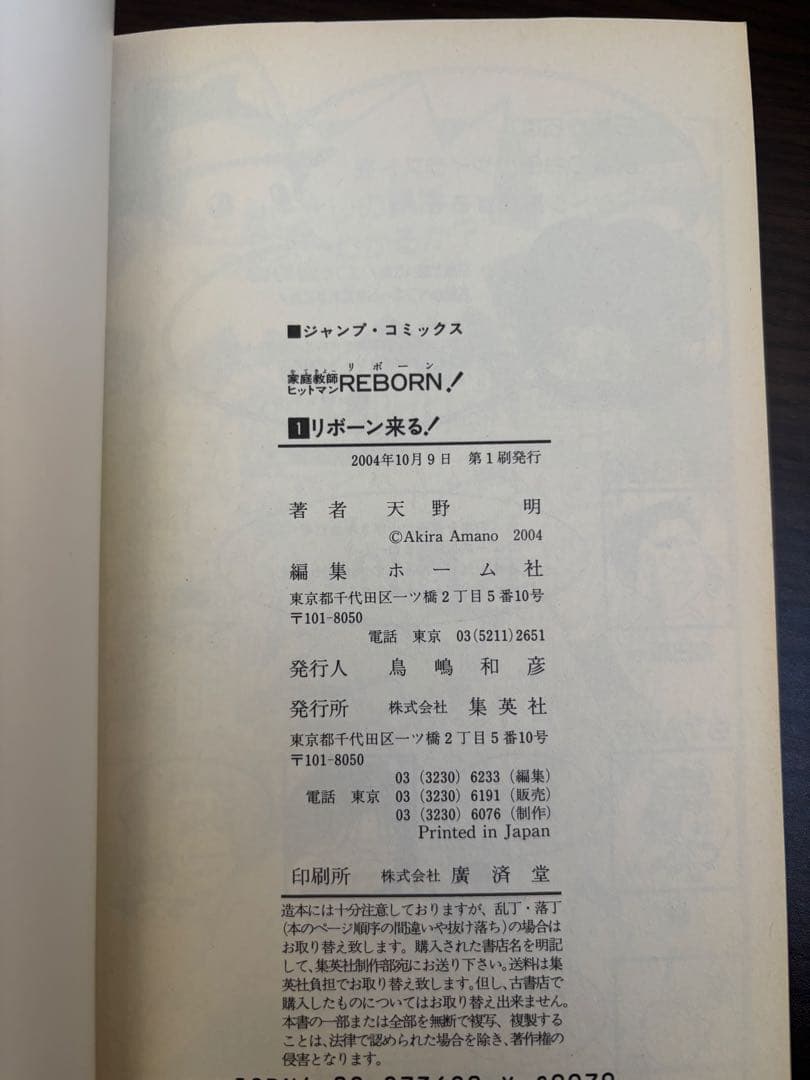 ■ジャンプ・コミックス
リボーン
家庭教師
ヒットマン REBORN!
1 リボーン来る!
2004年10月9日 第1刷発行
著者 天野 明
©Akira Amano 2004
編集 ホーム社
東京都千代田区一ツ橋2丁目5番10号
〒101-8050
電話 東京 03(5211)2651
発行人 鳥嶋和彦
発行所 株式会社 集英社
東京都千代田区一ツ橋2丁目5番10号
〒101-8050
03 (3230) 6233 (編集)
電話 東京 03 (3230) 6191 (販売)
03 (3230) 6076 (制作)
Printed in Japan
印刷所 株式会社 廣済堂
造本には十分注意しておりますが、乱丁・落丁
(本のページ順序の間違いや抜け落ち)の場合は
お取り替え致します。購入された書店名を明記
して、集英社制作部宛にお送り下さい。送料は集
英社負担でお取り替え致します。但し、古書店で
購入したものについてはお取り替え出来ません。
本書の一部または全部を無断で複写、複製する
ことは、法律で認められた場合を除き、著作権の
侵害となります。